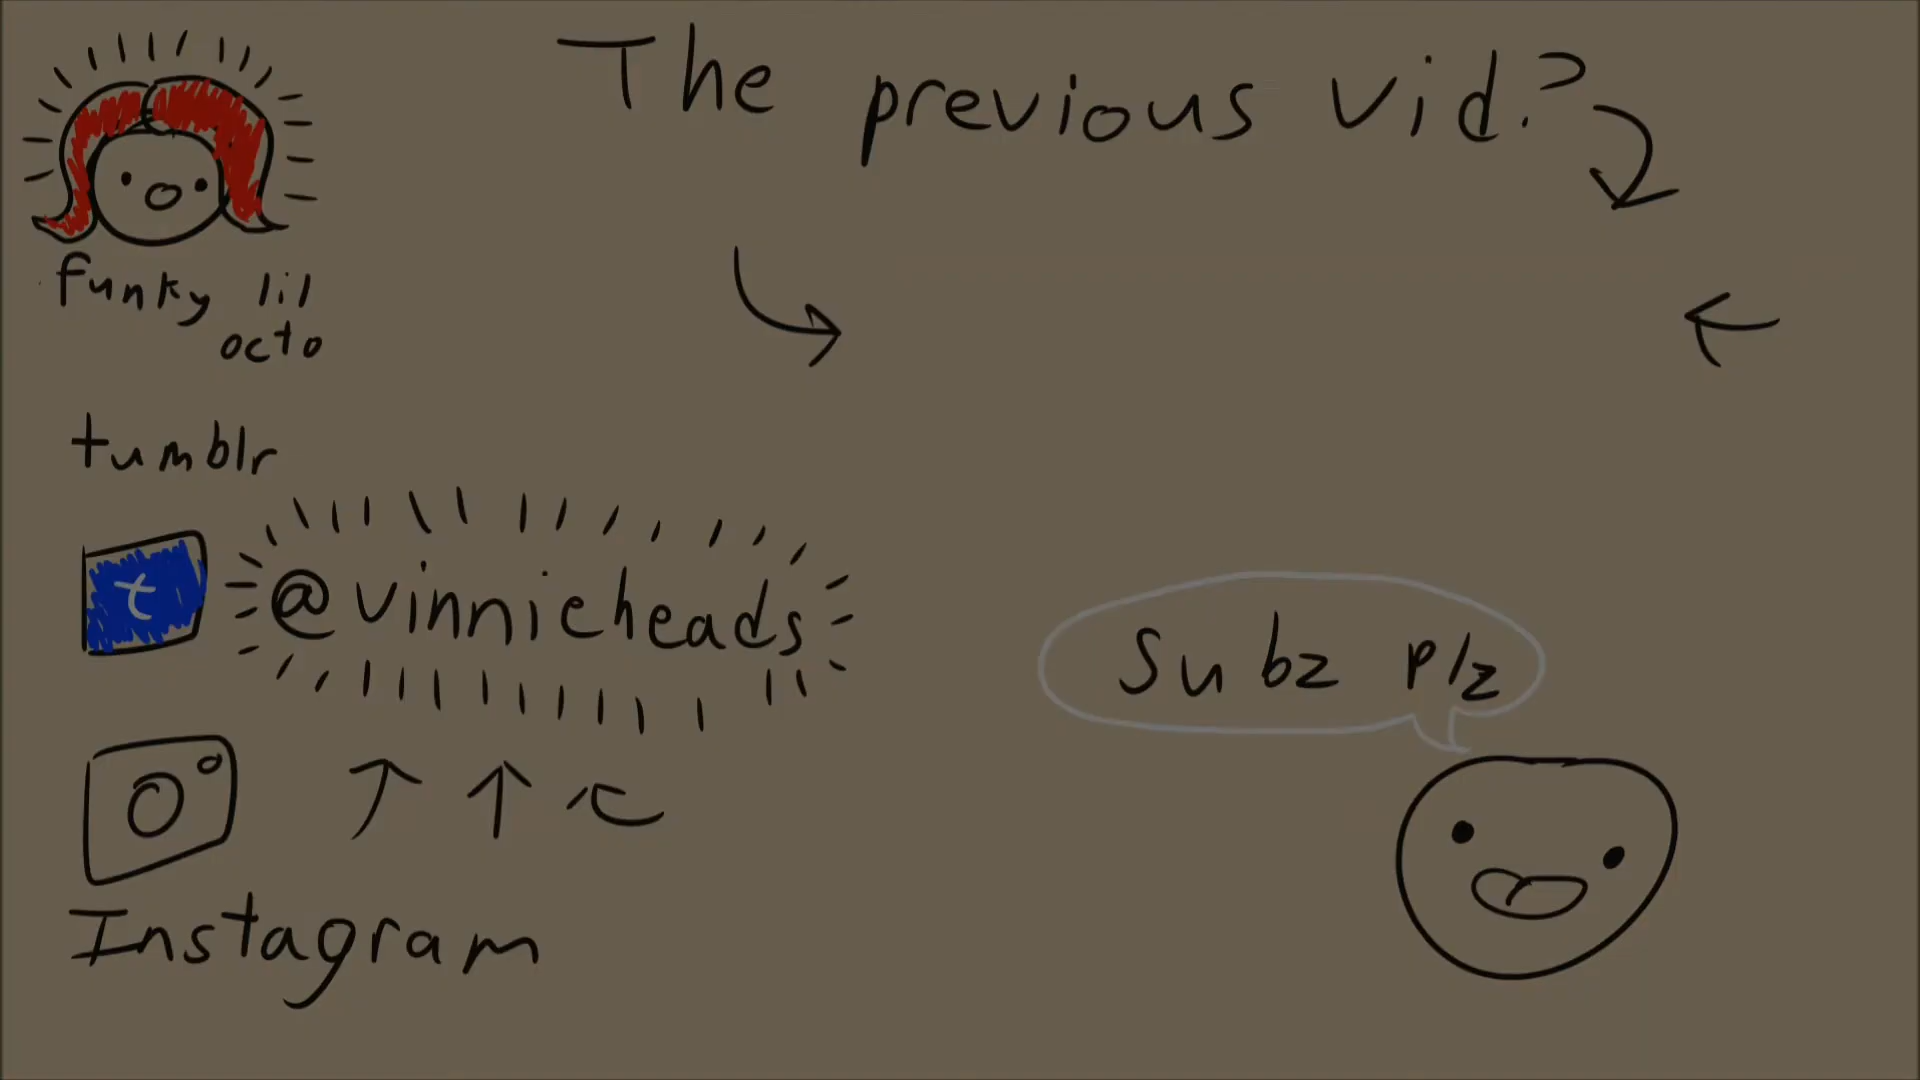 The previous vid?
funky lil
octo
tumblr
t
@vinnieheads
Subz plz
Instagram